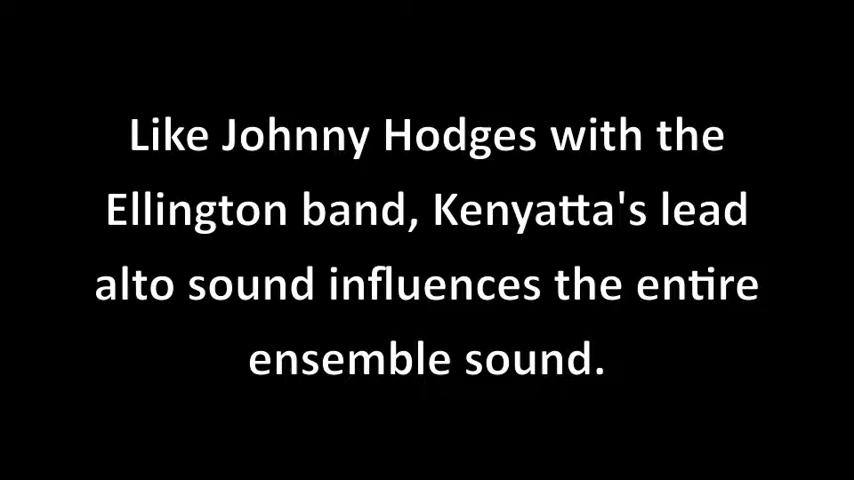 Like Johnny Hodges with the
Ellington band, Kenyatta's lead
alto sound influences the entire
ensemble sound.